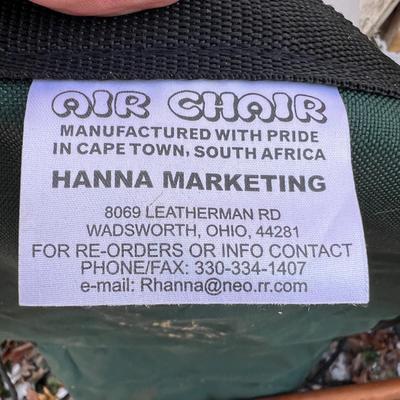 AIR CHAIR
MANUFACTURED WITH PRIDE
IN CAPE TOWN, SOUTH AFRICA
HANNA MARKETING
8069 LEATHERMAN RD
WADSWORTH, OHIO, 44281
FOR RE-ORDERS OR INFO CONTACT
PHONE/FAX: 330-334-1407
e-mail: Rhanna@neo.rr.com